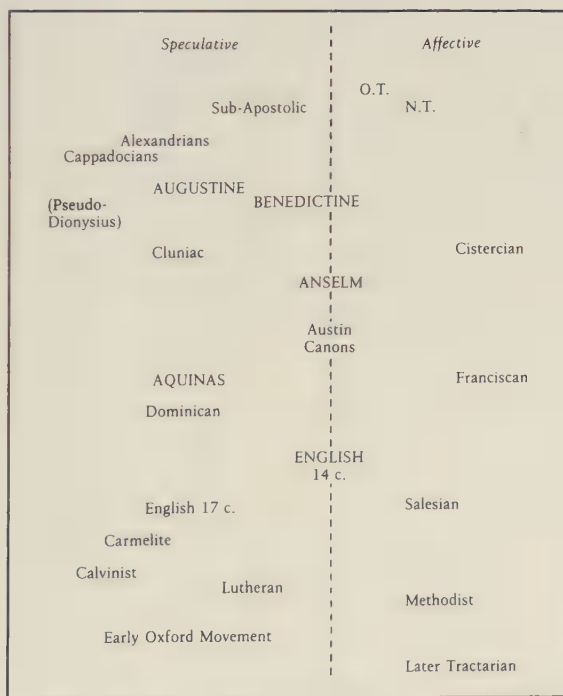 Speculative
Affective
O.T.
Sub-Apostolic
N.T.
Alexandrians
Cappadocians
AUGUSTINE
(Pseudo-
Dionysius)
BENEDICTINE
Cluniac
Cistercian
ANSELM
Austin
Canons
AQUINAS
Franciscan
Dominican
ENGLISH
14 c.
English 17 c.
Salesian
Carmelite
Calvinist
Lutheran
Methodist
Early Oxford Movement
Later Tractarian